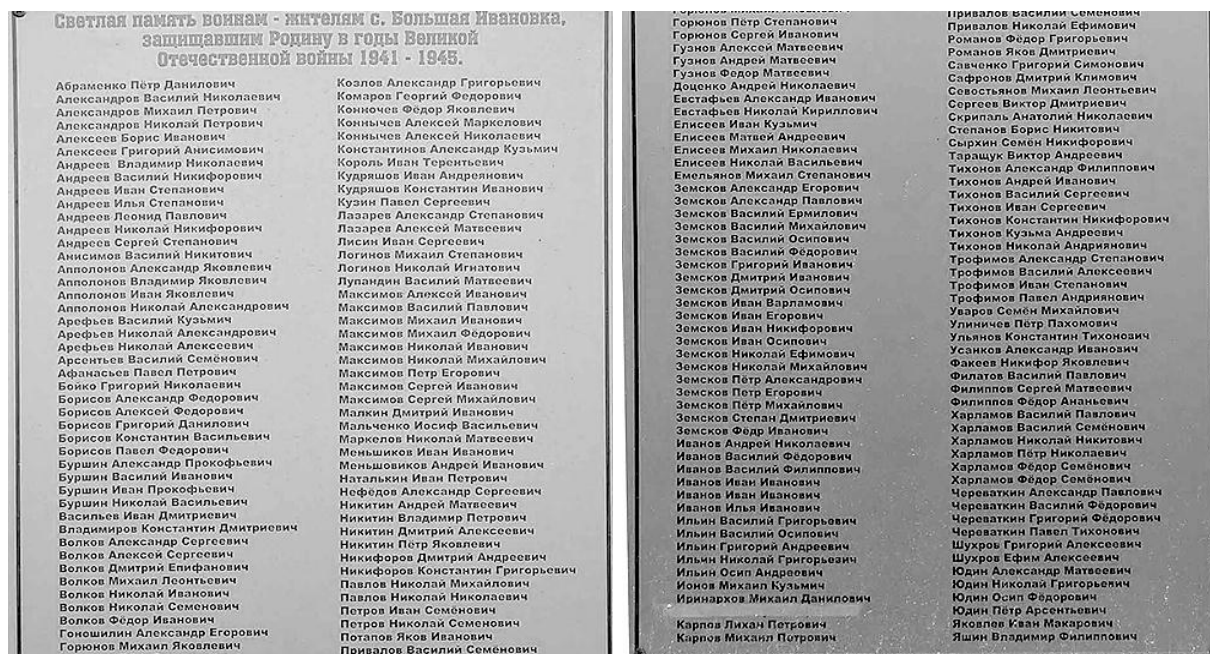 Светлая память воинам - жителям с. Большая Ивановка,
защищавшим Родину в годы Великой
Отечественной войны 1941 - 1945.
Абраменко Пётр Данилович
Александров Василий Николаевич
Александров Михаил Петрович
Александров Николай Петрович
Алексеев Борис Иванович
Алексеев Григорий Анисимович
Андреев Владимир Николаевич
Андреев Василий Никифорович
Андреев Иван Степанович
Андреев Илья Степанович
Андреев Леонид Павлович
Андреев Николай Никифорович
Андреев Сергей Степанович
Анисимов Василий Никитович
Апполонов Александр Яковлевич
Апполонов Владимир Яковлевич
Апполонов Иван Яковлевич
Апполонов Николай Александрович
Арефьев Василий Кузьмич
Арефьев Николай Александрович
Арефьев Николай Алексеевич
Арсентьев Василий Семёнович
Афанасьев Павел Петрович
Бойко Григорий Николаевич
Борисов Александр Федорович
Борисов Алексей Федорович
Борисов Григорий Данилович
Борисов Константин Васильевич
Борисов Павел Федорович
Буршин Александр Прокофьевич
Буршин Василий Иванович
Буршин Иван Прокофьевич
Буршин Николай Васильевич
Васильев Иван Дмитриевич
Владимиров Константин Дмитриевич
Волков Александр Сергеевич
Волков Алексей Сергеевич
Волков Дмитрий Епифанович
Волков Михаил Леонтьевич
Волков Николай Иванович
Волков Николай Семенович
Волков Фёдор Иванович
Гоношилин Александр Егорович
Горюнов Михаил Яковлевич
Козлов Александр Григорьевич
Комаров Георгий Федорович
Конночев Фёдор Яковлевич
Коннычев Алексей Маркелович
Коннычев Алексей Николаевич
Константинов Александр Кузьмич
Король Иван Терентьевич
Кудряшов Иван Андреянович
Кудряшов Константин Иванович
Кузин Павел Сергеевич
Лазарев Александр Степанович
Лазарев Алексей Матвеевич
Лисин Иван Сергеевич
Логинов Михаил Степанович
Логинов Николай Игнатович
Лупандин Василий Матвеевич
Максимов Алексей Иванович
Максимов Василий Павлович
Максимов Михаил Иванович
Максимов Михаил Фёдорович
Максимов Николай Иванович
Максимов Николай Михайлович
Максимов Петр Егорович
Максимов Сергей Иванович
Максимов Сергей Михайлович
Малкин Дмитрий Иванович
Мальченко Иосиф Васильевич
Маркелов Николай Матвеевич
Меньшиков Иван Иванович
Меньшовиков Андрей Иванович
Наталькин Иван Петрович
Нефёдов Александр Сергеевич
Никитин Андрей Матвеевич
Никитин Владимир Петрович
Никитин Дмитрий Алексеевич
Никитин Пётр Яковлевич
Никифоров Дмитрий Андреевич
Никифоров Константин Григорьевич
Павлов Николай Михайлович
Павлов Николай Николаевич
Петров Иван Семёнович
Петров Николай Семенович
Потапов Яков Иванович
Привалов Василий Семёнович
Горюнов Михаил Яковлевич
Горюнов Пётр Степанович
Горюнов Сергей Иванович
Гузнов Алексей Матвеевич
Гузнов Андрей Матвеевич
Гузнов Федор Матвеевич
Доценко Андрей Николаевич
Евстафьев Александр Иванович
Евстафьев Николай Кириллович
Елисеев Иван Кузьмич
Елисеев Матвей Андреевич
Елисеев Михаил Николаевич
Елисеев Николай Васильевич
Емельянов Михаил Степанович
Земсков Александр Егорович
Земсков Александр Павлович
Земсков Василий Ермилович
Земсков Василий Михайлович
Земсков Василий Осипович
Земсков Василий Фёдорович
Земсков Григорий Иванович
Земсков Дмитрий Иванович
Земсков Дмитрий Осипович
Земсков Иван Варламович
Земсков Иван Егорович
Земсков Иван Никифорович
Земсков Иван Осипович
Земсков Николай Ефимович
Земсков Николай Михайлович
Земсков Пётр Александрович
Земсков Петр Егорович
Земсков Пётр Михайлович
Земсков Степан Дмитриевич
Земсков Фёдр Иванович
Иванов Андрей Николаевич
Иванов Василий Фёдорович
Иванов Василий Филиппович
Иванов Иван Иванович
Иванов Иван Иванович
Иванов Илья Иванович
Ильин Василий Григорьович
Ильин Василий Осипович
Ильин Григорий Андреевич
Ильин Николай Григорьевич
Ильин Осип Андреевич
Ионов Михаил Кузьмич
Иринархов Михаил Данилович
Карпов Лихач Петрович
Карпов Михаил Петрович
Привалов Василий Семенович
Привалов Николай Ефимович
Романов Фёдор Григорьевич
Романов Яков Дмитриевич
Савченко Григорий Симонович
Сафронов Дмитрий Климович
Севостьянов Михаил Леонтьевич
Сергеев Виктор Дмитриевич
Скрипаль Анатолий Николаевич
Степанов Борис Никитович
Сырхин Семён Никифорович
Таращук Виктор Андреевич
Тихонов Александр Филиппович
Тихонов Андрей Иванович
Тихонов Василий Сергеевич
Тихонов Иван Сергеевич
Тихонов Константин Никифорович
Тихонов Кузьма Андреевич
Тихонов Николай Андриянович
Трофимов Александр Степанович
Трофимов Василий Алексеевич
Трофимов Иван Степанович
Трофимов Павел Андриянович
Уваров Семён Михайлович
Улиничев Пётр Пахомович
Ульянов Константин Тихонович
Усанков Александр Иванович
Факеев Никифор Яковлевич
Филатов Василий Павлович
Филиппов Сергей Матвеевич
Филиппов Фёдор Ананьевич
Харламов Василий Павлович
Харламов Василий Семёнович
Харламов Николай Никитович
Харламов Пётр Николаевич
Харламов Фёдор Семёнович
Харламов Фёдор Семёнович
Череваткин Александр Павлович
Череваткин Василий Фёдорович
Череваткин Григорий Фёдорович
Череваткин Павел Тихонович
Шухров Григорий Алексеевич
Шухров Ефим Алексеевич
Юдин Александр Матвеевич
Юдин Николай Григорьевич
Юдин Осип Фёдорович
Юдин Пётр Арсентьевич
Яковлев Иван Макарович
Яшин Владимир Филиппович